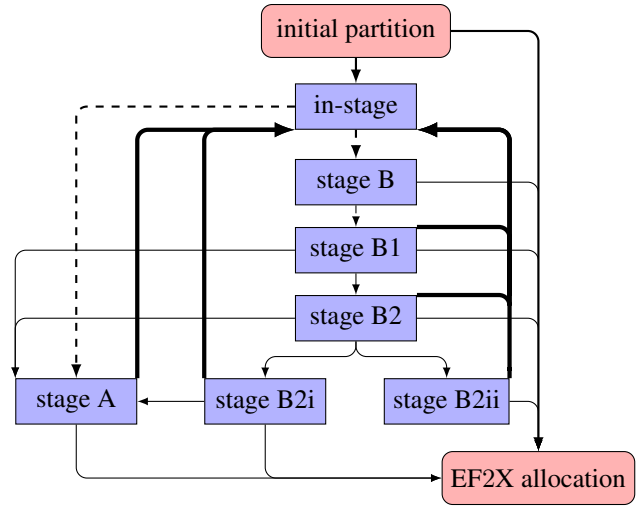 initial partition
in-stage
stage B
stage B1
stage B2
stage A
stage B2i
stage B2ii
EF2X allocation